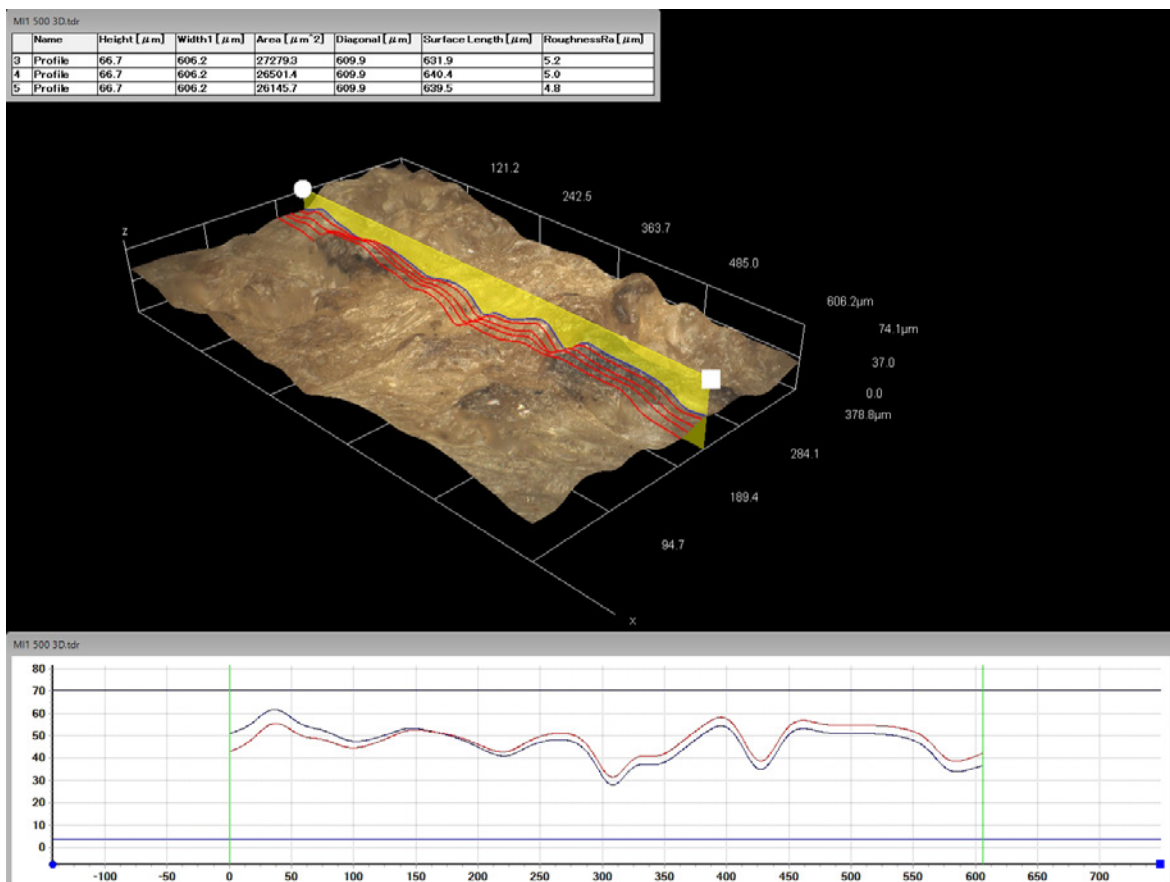 MI1 500 3D.tdr
Name Height [μm] Width1 [μm] Area [μm^2] Diagonal [μm] Surface Length [μm] RoughnessRa [μm]
3 Profile 66.7 606.2 27279.3 609.9 631.9 5.2
4 Profile 66.7 606.2 26501.4 609.9 640.4 5.0
5 Profile 66.7 606.2 26145.7 609.9 639.5 4.8
121.2
242.5
363.7
z
485.0
606.2μm
74.1μm
37.0
0.0
378.8μm
284.1
189.4
94.7
x
MI1 500 3D.tdr
80
70
60
50
40
30
20
10
0
-100 -50 0 50 100 150 200 250 300 350 400 450 500 550 600 650 700